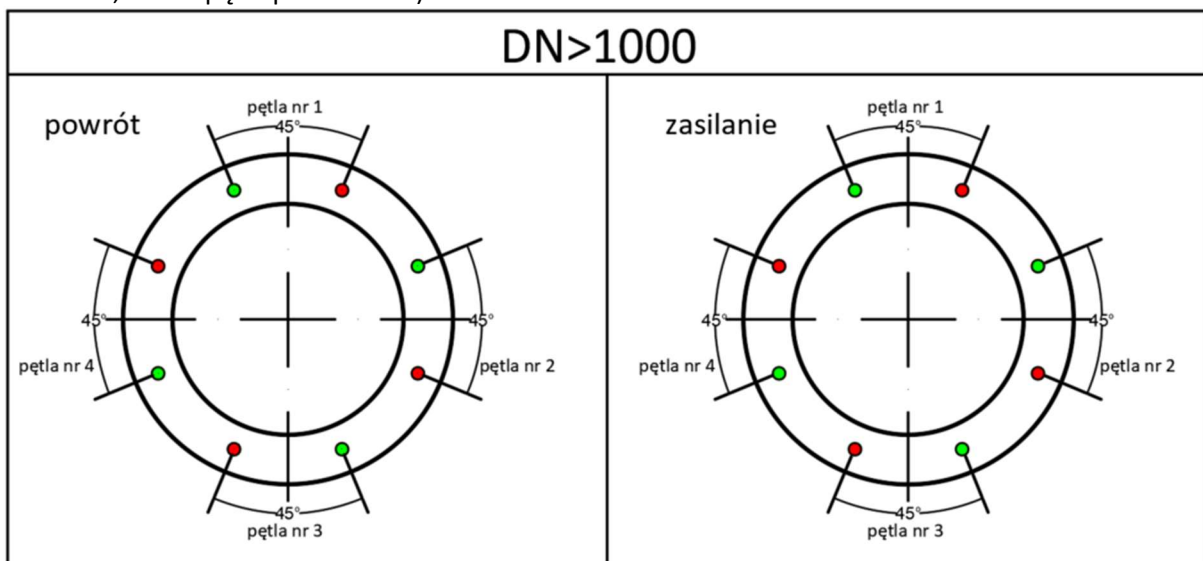 DN>1000
powrót
pętla nr 1
45°
45°
45°
pętla nr 4
pętla nr 2
45°
pętla nr 3
zasilanie
pętla nr 1
45°
45°
45°
pętla nr 4
pętla nr 2
45°
pętla nr 3